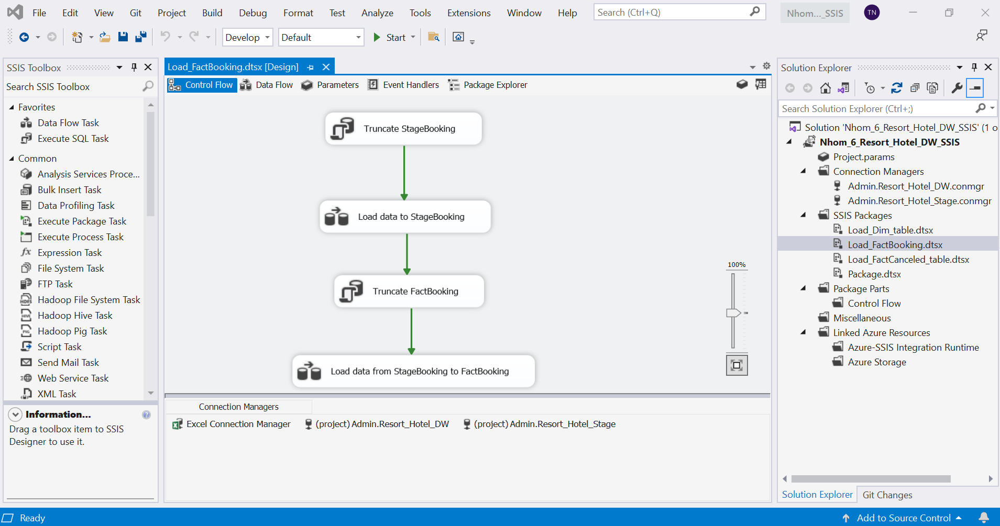 File Edit View Git Project Build Debug Format Test Analyze Tools Extensions Window Help Search (Ctrl+Q) Nhom..._SSIS TN
Develop Default Start
SSIS Toolbox
Search SSIS Toolbox
Favorites
Data Flow Task
Execute SQL Task
Common
Analysis Services Proce...
Bulk Insert Task
Data Profiling Task
Execute Package Task
Execute Process Task
fx Expression Task
File System Task
FTP Task
HDFS Hadoop File System Task
HIVE Hadoop Hive Task
PIG Hadoop Pig Task
Script Task
Send Mail Task
Web Service Task
XML Task
Information...
Drag a toolbox item to SSIS
Designer to use it.
Load_FactBooking.dtsx [Design]
Control Flow Data Flow Parameters Event Handlers Package Explorer
Truncate StageBooking
Load data to StageBooking
Truncate FactBooking
Load data from StageBooking to FactBooking
100%
Connection Managers
Excel Connection Manager (project) Admin.Resort_Hotel_DW (project) Admin.Resort_Hotel_Stage
Solution Explorer
Search Solution Explorer (Ctrl+;)
Solution 'Nhom_6_Resort_Hotel_DW_SSIS' (1 o
Nhom_6_Resort_Hotel_DW_SSIS
Project.params
Connection Managers
Admin.Resort_Hotel_DW.conmgr
Admin.Resort_Hotel_Stage.conmgr
SSIS Packages
Load_Dim_table.dtsx
Load_FactBooking.dtsx
Load_FactCanceled_table.dtsx
Package.dtsx
Package Parts
Control Flow
Miscellaneous
Linked Azure Resources
Azure-SSIS Integration Runtime
Azure Storage
Solution Explorer Git Changes
Ready Add to Source Control